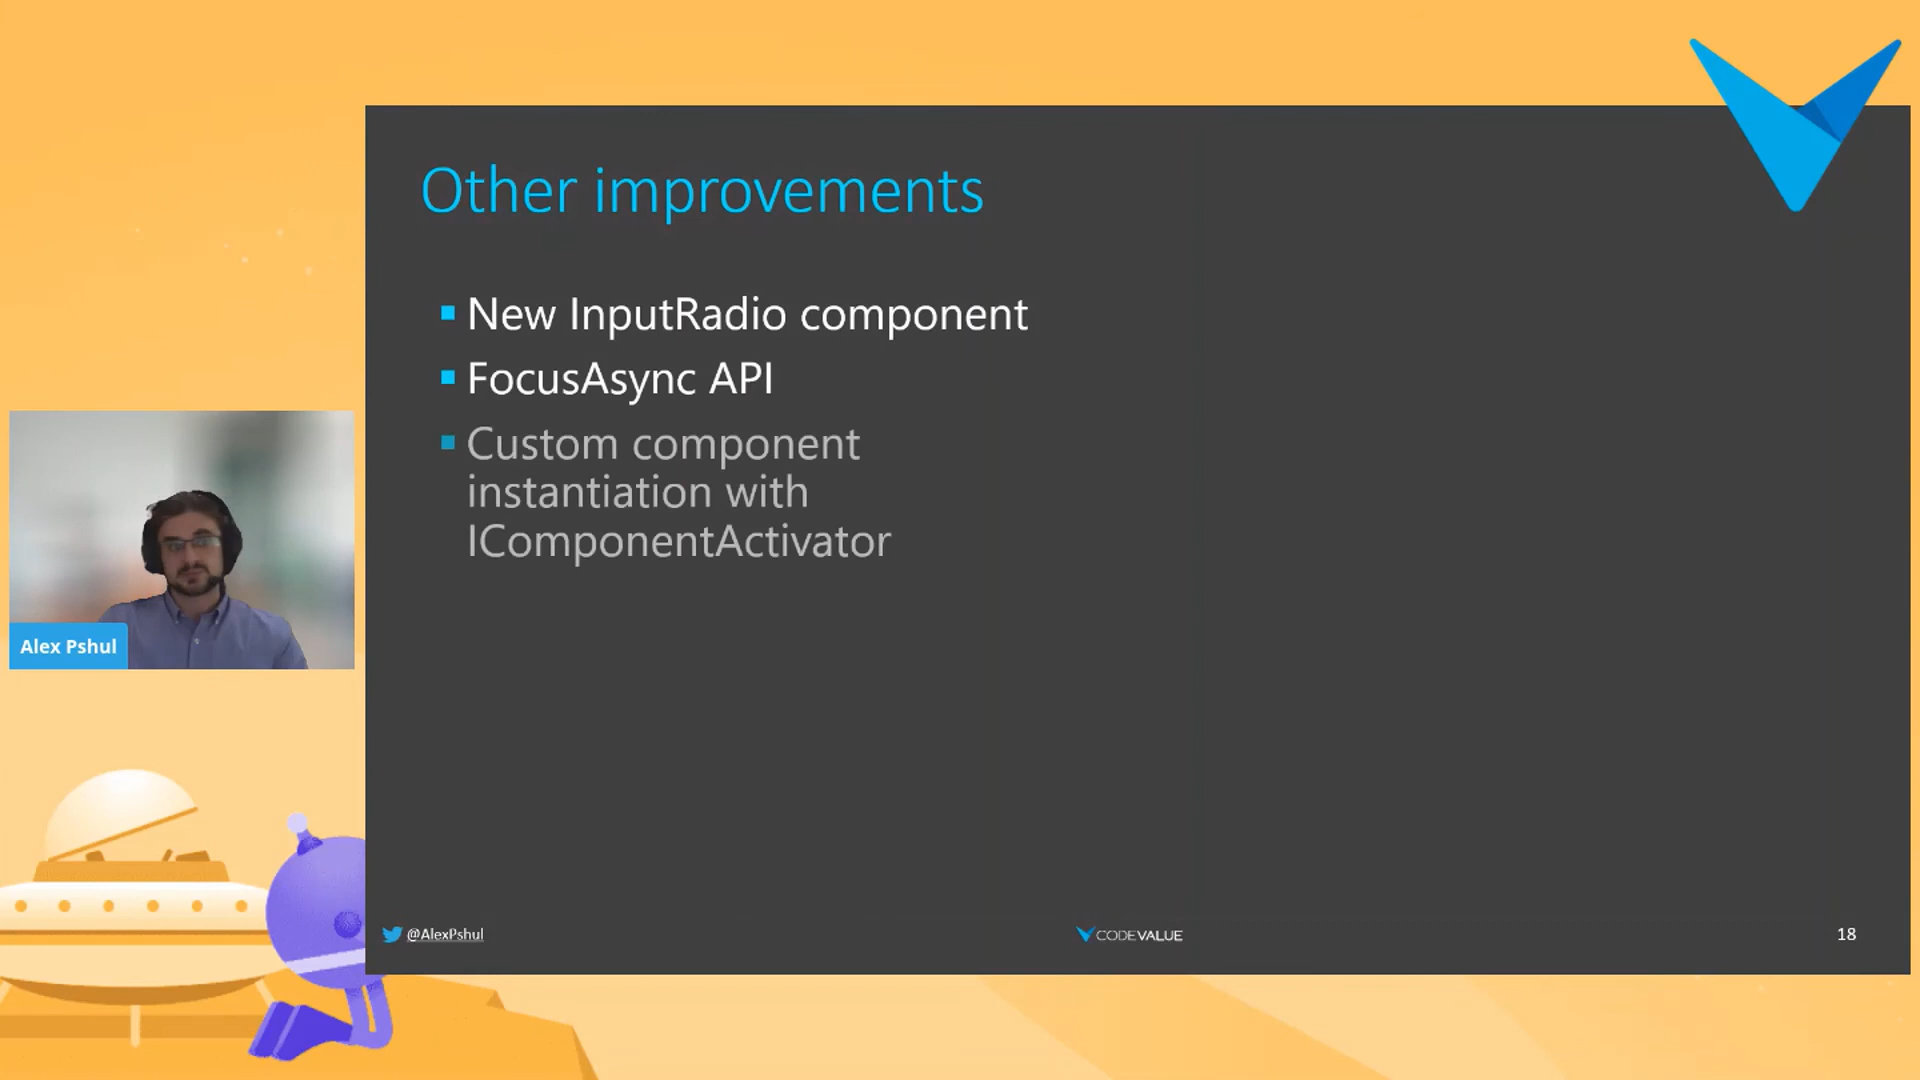 Other improvements
New InputRadio component
FocusAsync API
Custom component
instantiation with
IComponentActivator
Alex Pshul
@AlexPshul
CODEVALUE
18